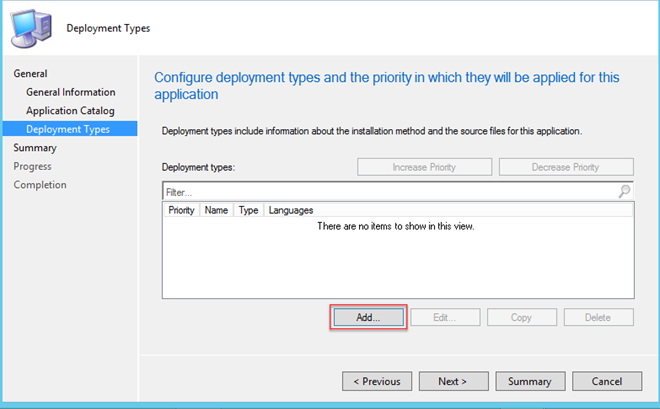 Deployment Types
General
General Information
Application Catalog
Deployment Types
Summary
Progress
Completion
Configure deployment types and the priority in which they will be applied for this
application
Deployment types include information about the installation method and the source files for this application.
Deployment types:
Increase Priority
Decrease Priority
Filter...
Priority Name Type Languages
There are no items to show in this view.
Add... Edit... Copy Delete
< Previous Next > Summary Cancel